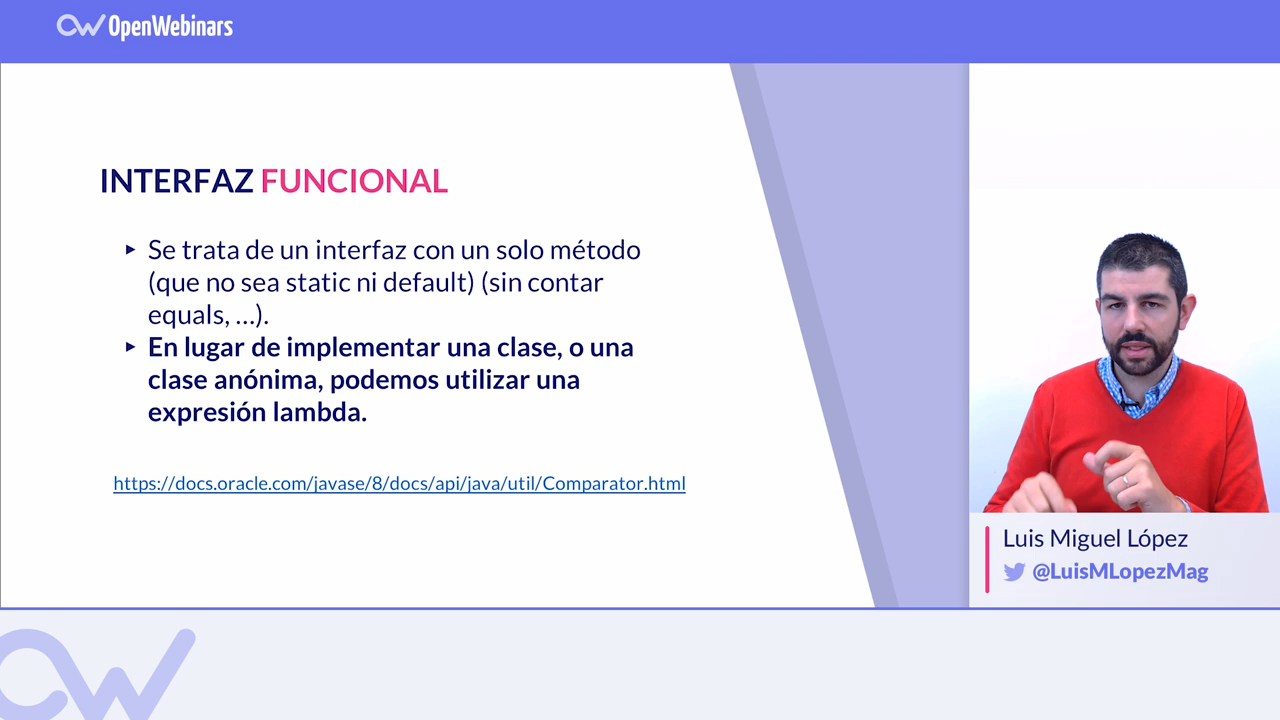 OpenWebinars
INTERFAZ FUNCIONAL
▸ Se trata de un interfaz con un solo método
(que no sea static ni default) (sin contar
equals, ...).
▸ En lugar de implementar una clase, o una
clase anónima, podemos utilizar una
expresión lambda.
https://docs.oracle.com/javase/8/docs/api/java/util/Comparator.html
Luis Miguel López
@LuisMLopezMag